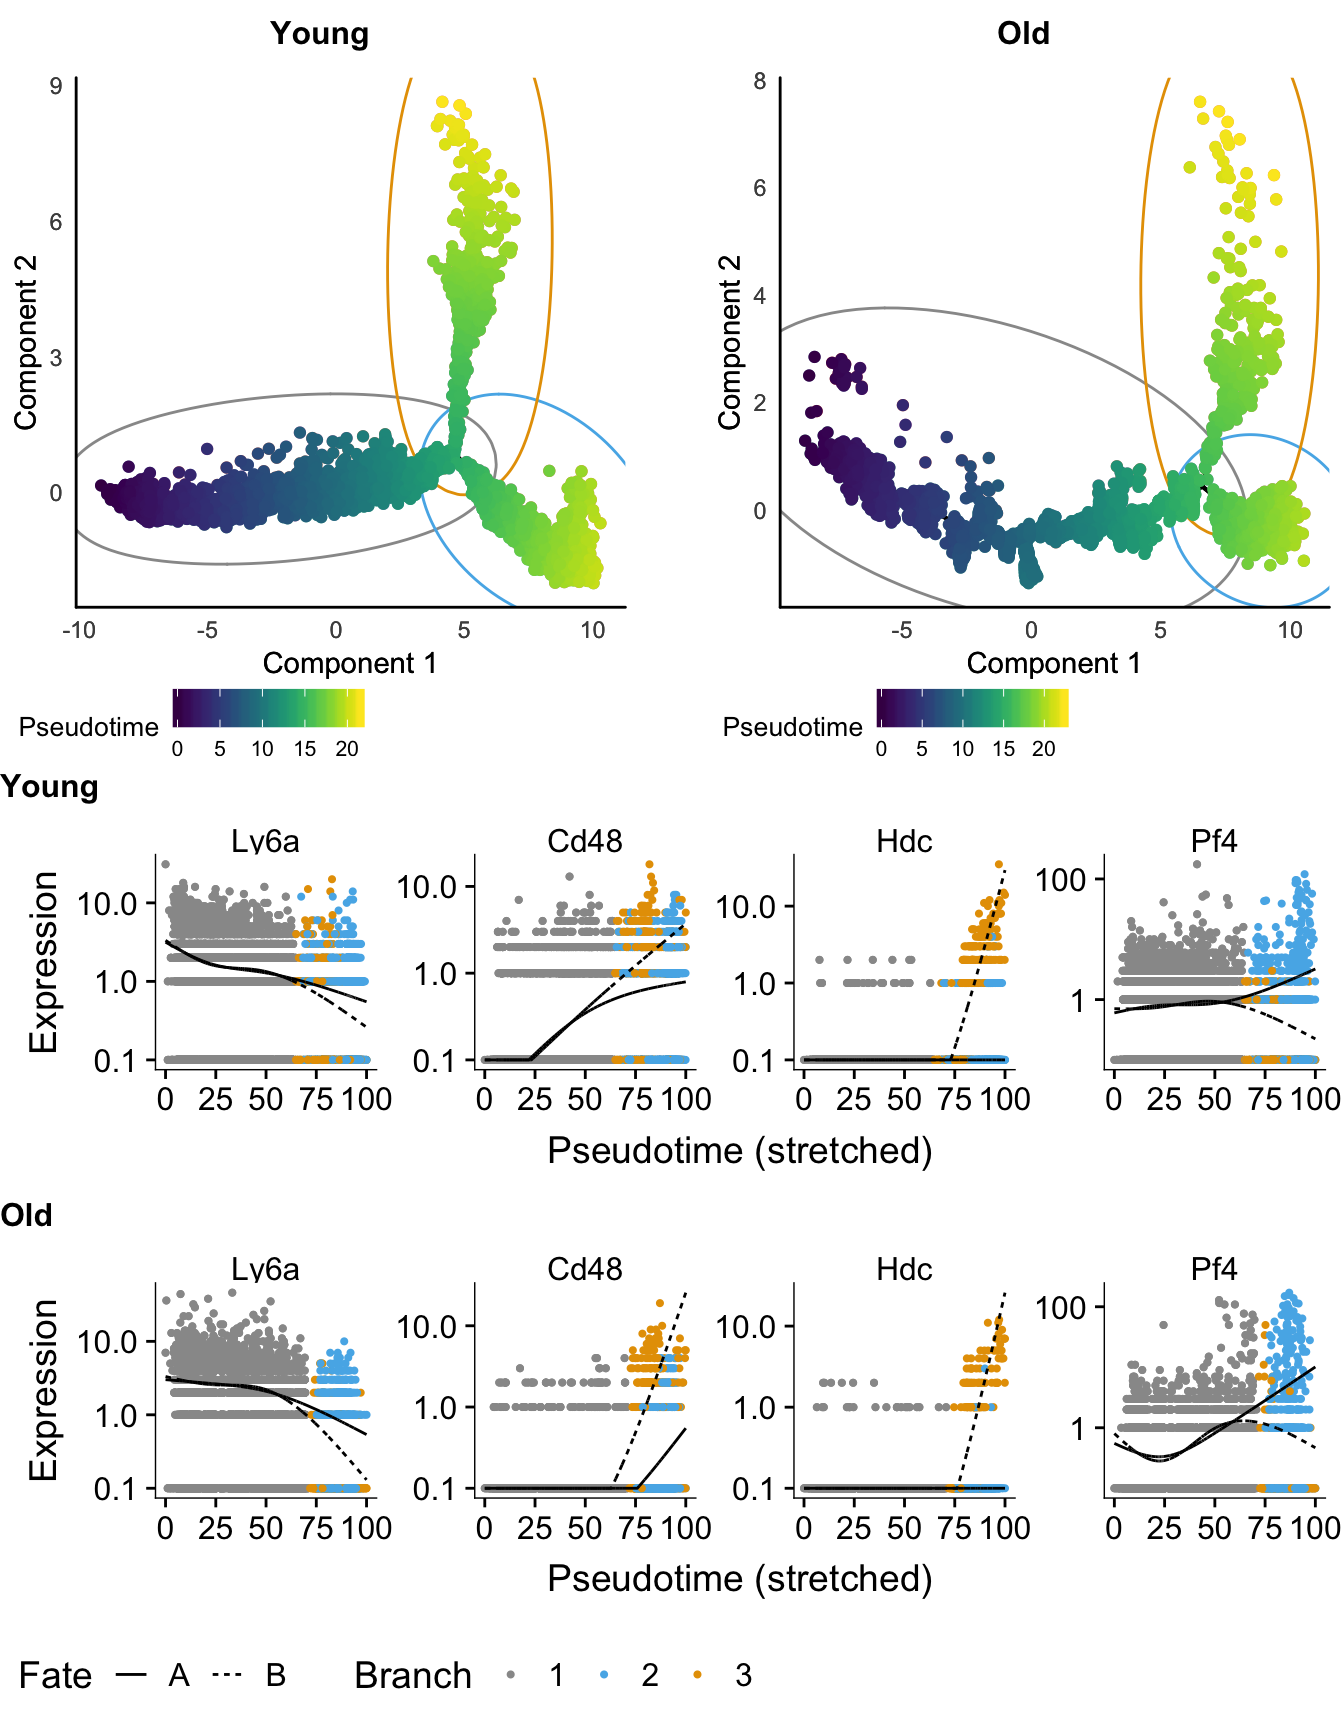 Young Old
9
6
3
0
Component 2
-10 -5 0 5 10
Component 1
8
6
4
2
0
Component 2
-5 0 5 10
Component 1
Pseudotime
0 5 10 15 20
Pseudotime
0 5 10 15 20
Young
Ly6a Cd48 Hdc Pf4
Expression
10.0
1.0
0.1
0 25 50 75 100
10.0
1.0
0.1
0 25 50 75 100
10.0
1.0
0.1
0 25 50 75 100
100
1
0 25 50 75 100
Pseudotime (stretched)
Old
Ly6a Cd48 Hdc Pf4
Expression
10.0
1.0
0.1
0 25 50 75 100
10.0
1.0
0.1
0 25 50 75 100
10.0
1.0
0.1
0 25 50 75 100
100
1
0 25 50 75 100
Pseudotime (stretched)
Fate A B Branch 1 2 3